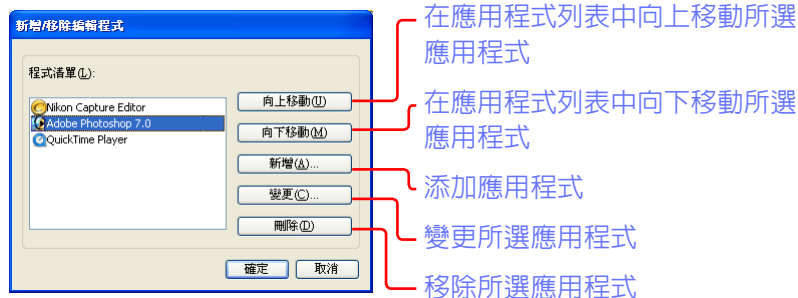 新增/移除編輯程式
程式清單(L):
Nikon Capture Editor
Adobe Photoshop 7.0
QuickTime Player
向上移動(U)
向下移動(M)
新增(A)...
變更(C)...
刪除(D)
確定
取消
在應用程式列表中向上移動所選
應用程式
在應用程式列表中向下移動所選
應用程式
添加應用程式
變更所選應用程式
移除所選應用程式